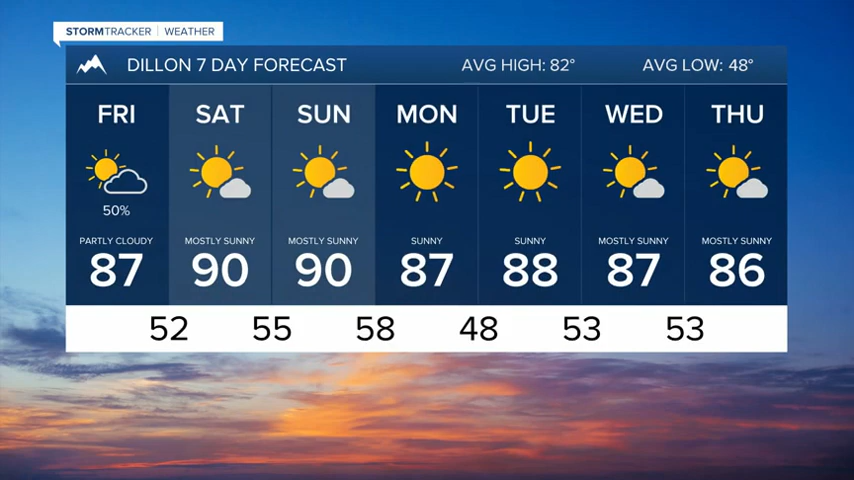 STORMTRACKER | WEATHER
DILLON 7 DAY FORECAST AVG HIGH: 82° AVG LOW: 48°
FRI SAT SUN MON TUE WED THU
50%
PARTLY CLOUDY MOSTLY SUNNY MOSTLY SUNNY SUNNY SUNNY MOSTLY SUNNY MOSTLY SUNNY
87 90 90 87 88 87 86
52 55 58 48 53 53